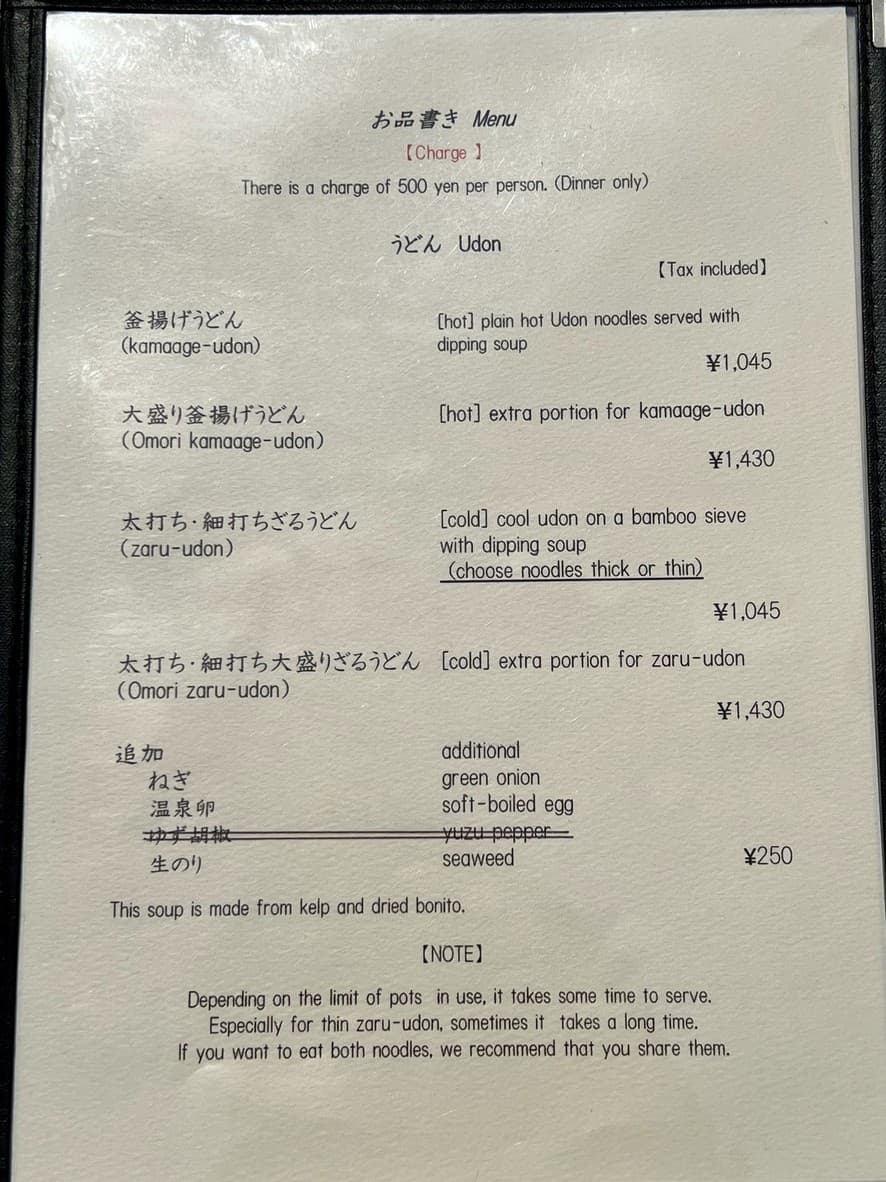 お品書き Menu
【Charge 】
There is a charge of 500 yen per person. (Dinner only)
うどん Udon
【Tax included】
釜揚げうどん [hot] plain hot Udon noodles served with
(kamaage-udon) dipping soup
¥1,045
大盛り釜揚げうどん [hot] extra portion for kamaage-udon
(Omori kamaage-udon)
¥1,430
太打ち・細打ちざるうどん [cold] cool udon on a bamboo sieve
(zaru-udon) with dipping soup
(choose noodles thick or thin)
¥1,045
太打ち・細打ち大盛りざるうどん [cold] extra portion for zaru-udon
(Omori zaru-udon)
¥1,430
追加 additional
ねぎ green onion
温泉卵 soft-boiled egg
ゆず胡椒 yuzu pepper
生のり seaweed ¥250
This soup is made from kelp and dried bonito.
【NOTE】
Depending on the limit of pots in use, it takes some time to serve.
Especially for thin zaru-udon, sometimes it takes a long time.
If you want to eat both noodles, we recommend that you share them.